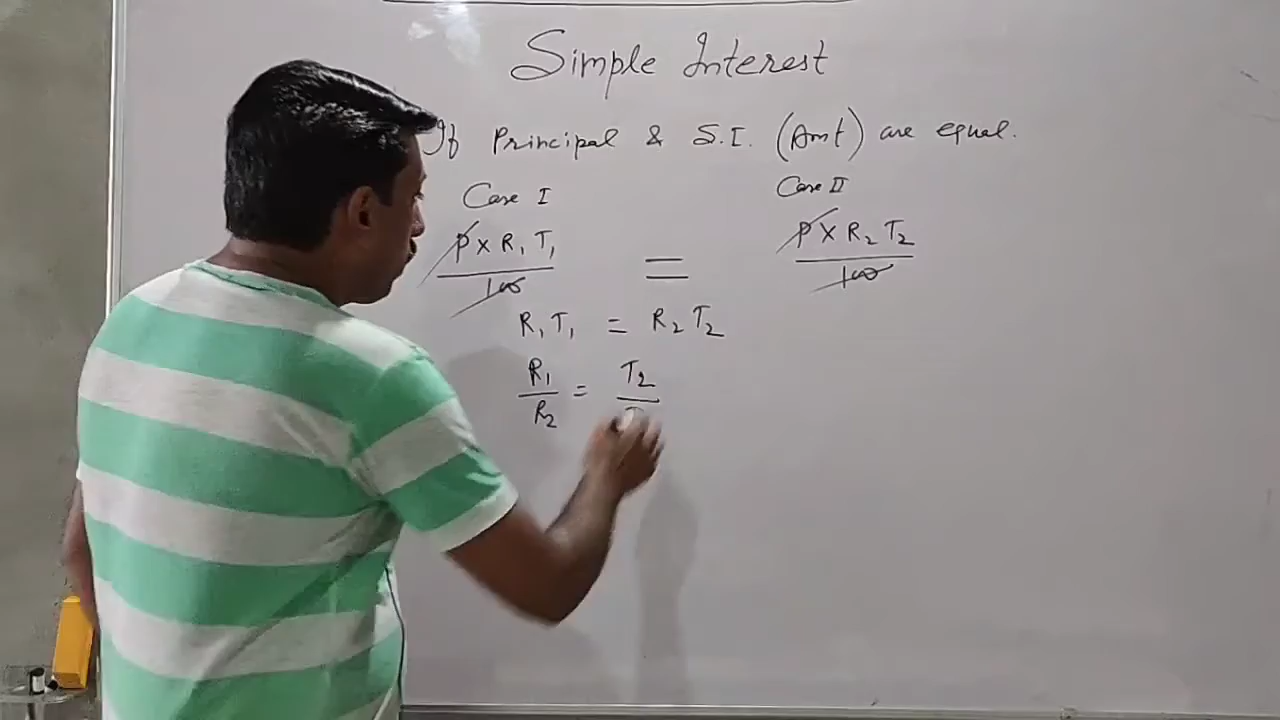 Simple Interest
If Principal & S.I. (Amt) are equal.
Case I Case II
P X R₁ T₁ / 100 = P X R₂ T₂ / 100
R₁ T₁ = R₂ T₂
R₁ / R₂ = T₂ /